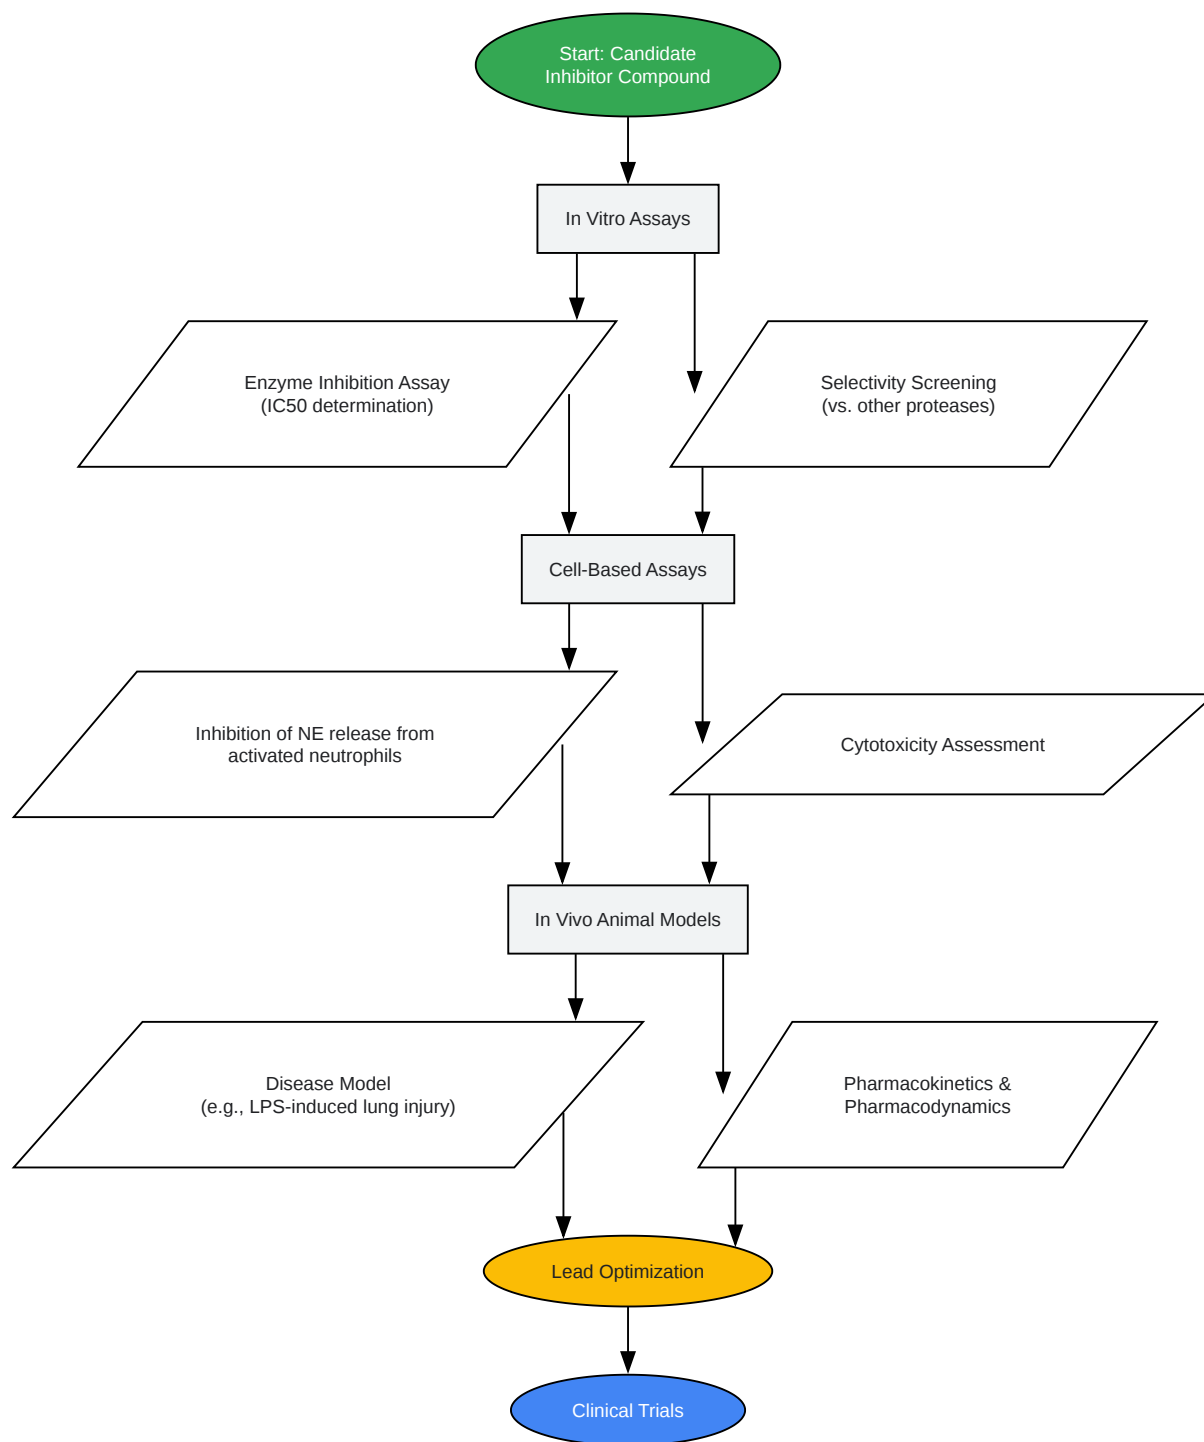 Start: Candidate
Inhibitor Compound
In Vitro Assays
Enzyme Inhibition Assay
(IC50 determination)
Selectivity Screening
(vs. other proteases)
Cell-Based Assays
Inhibition of NE release from
activated neutrophils
Cytotoxicity Assessment
In Vivo Animal Models
Disease Model
(e.g., LPS-induced lung injury)
Pharmacokinetics &
Pharmacodynamics
Lead Optimization
Clinical Trials